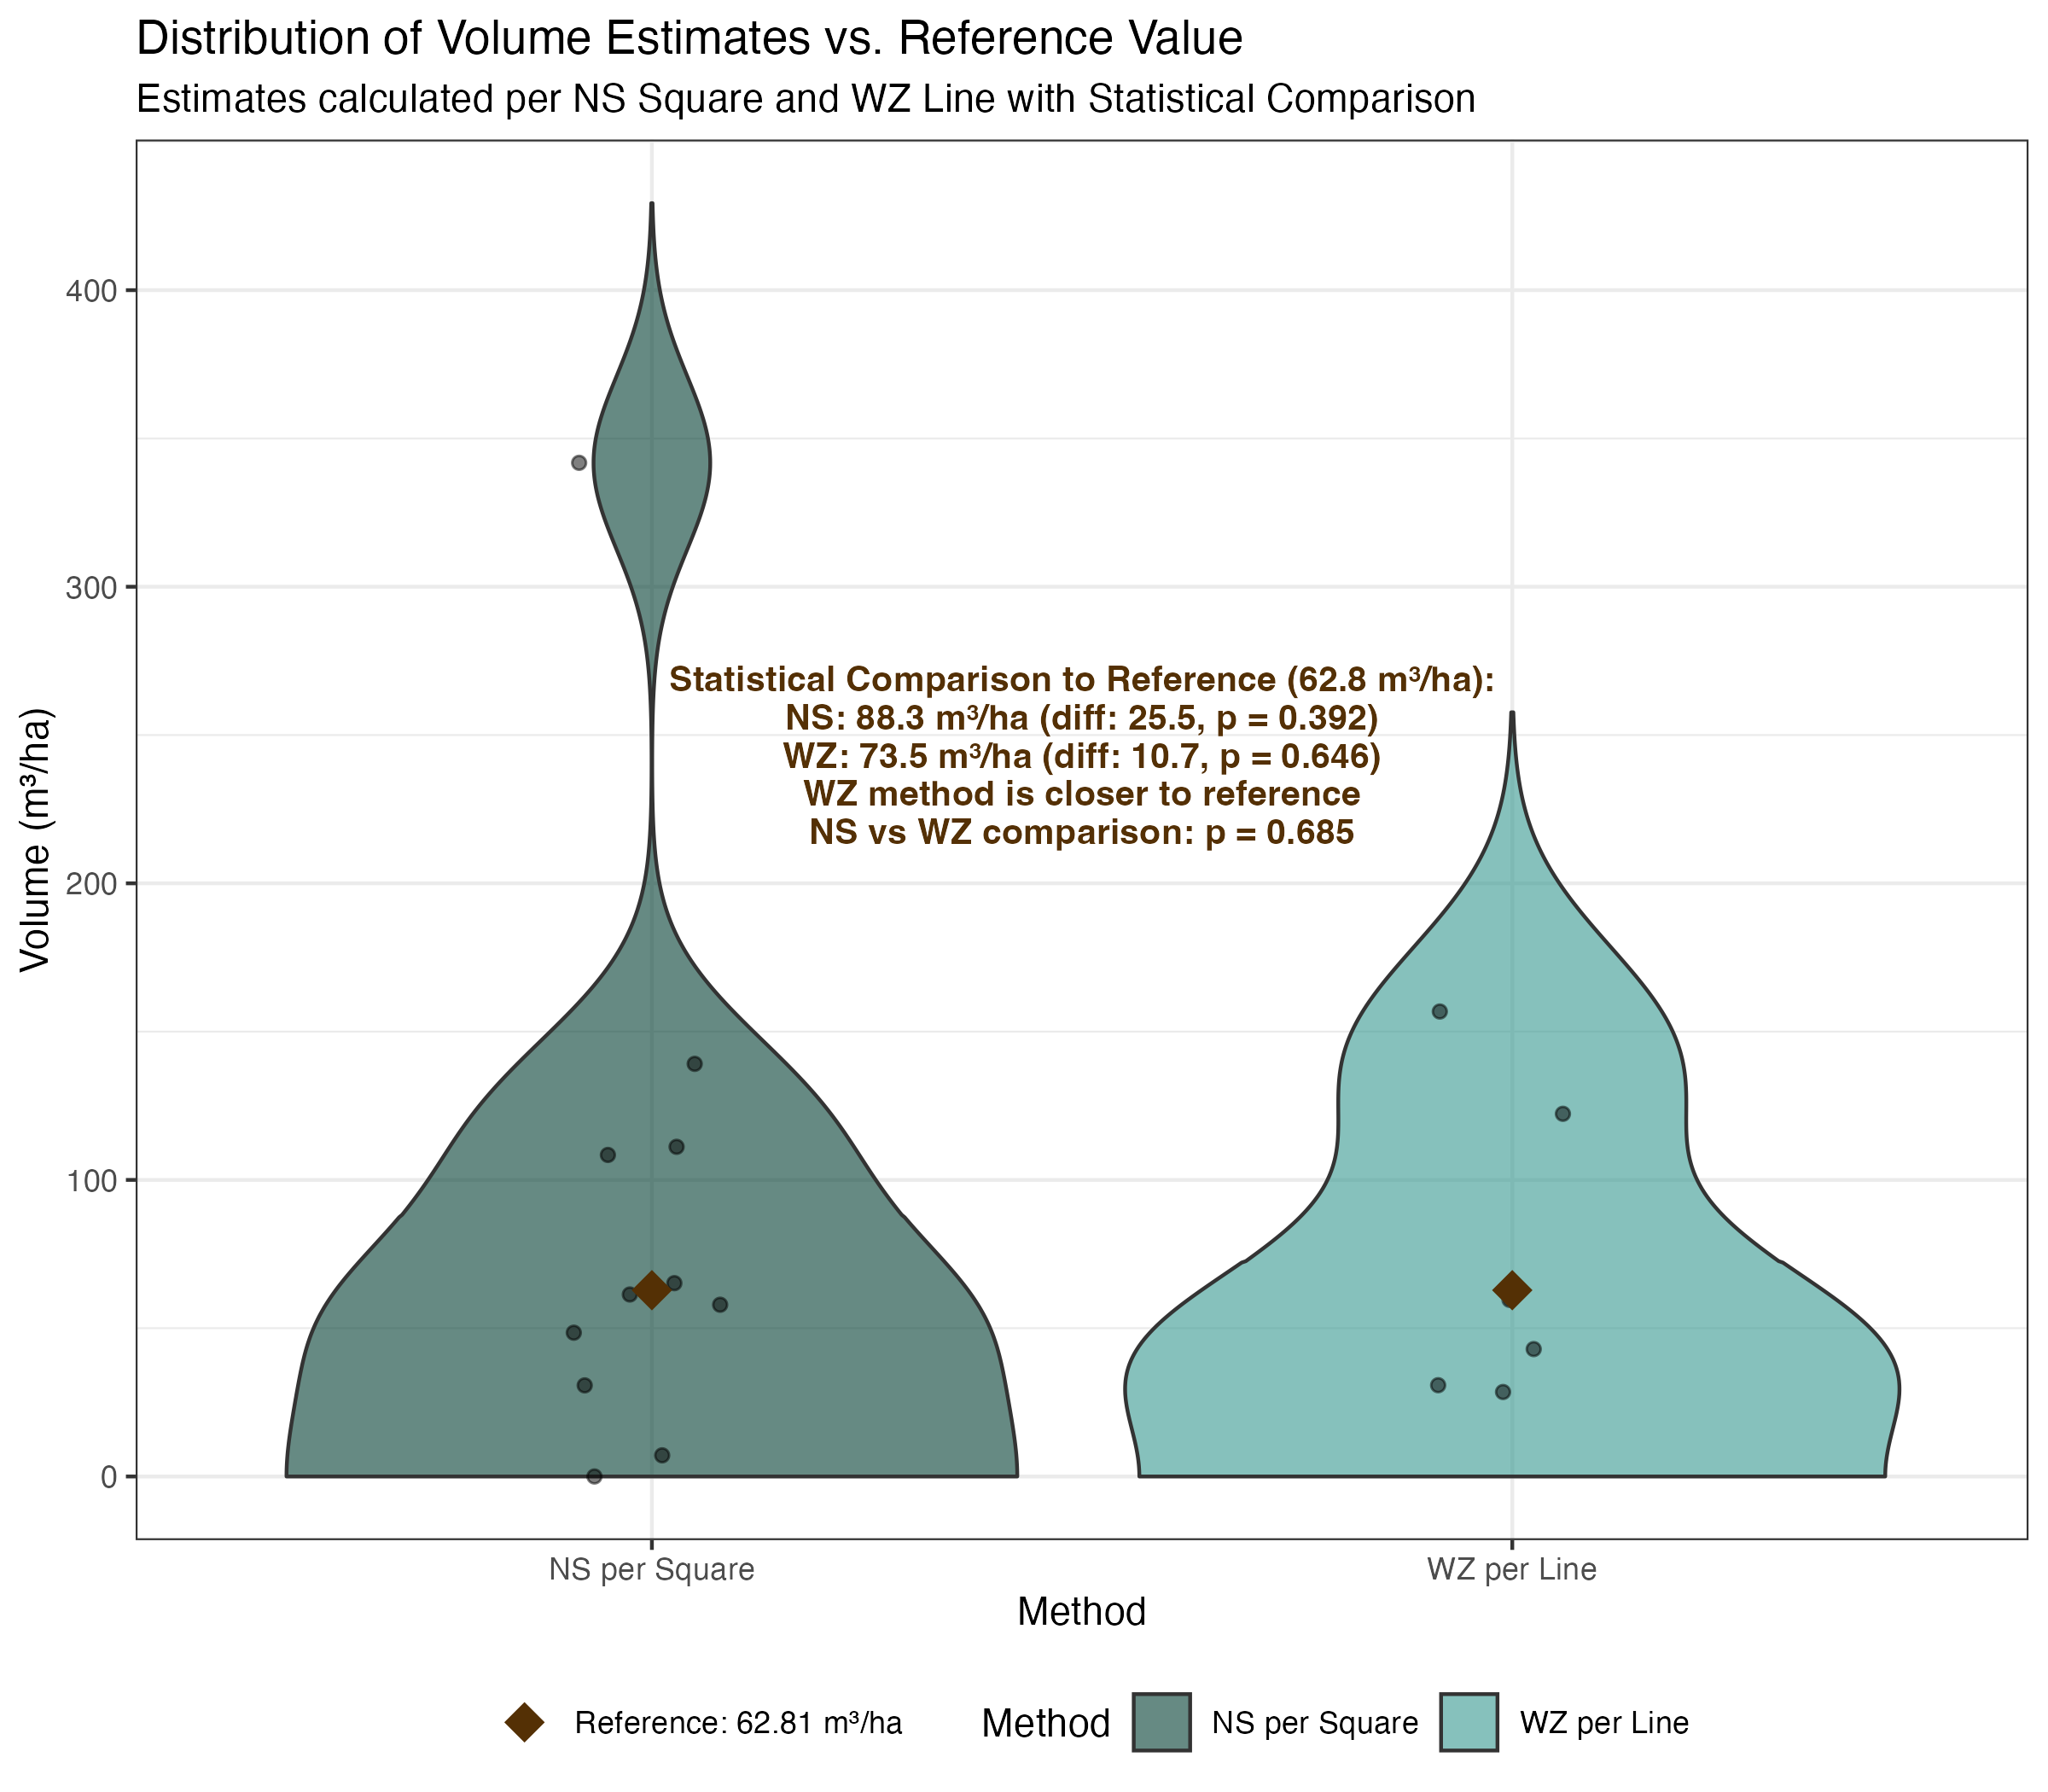 Distribution of Volume Estimates vs. Reference Value
Estimates calculated per NS Square and WZ Line with Statistical Comparison
Volume (m³/ha)
400
300
200
100
0
Statistical Comparison to Reference (62.8 m³/ha):
NS: 88.3 m³/ha (diff: 25.5, p = 0.392)
WZ: 73.5 m³/ha (diff: 10.7, p = 0.646)
WZ method is closer to reference
NS vs WZ comparison: p = 0.685
NS per Square
WZ per Line
Method
Reference: 62.81 m³/ha
Method
NS per Square
WZ per Line